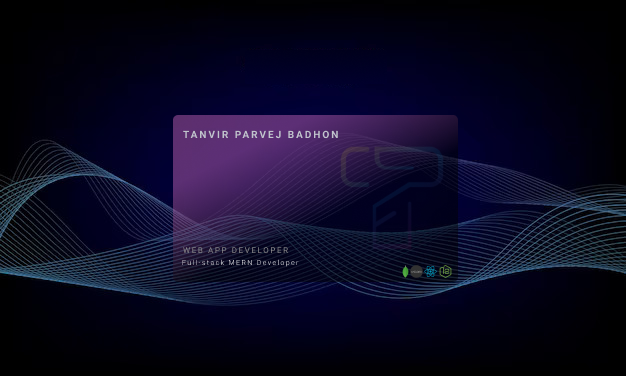 TANVIR PARVEJ BADHON
WEB APP DEVELOPER
Full-stack MERN Developer